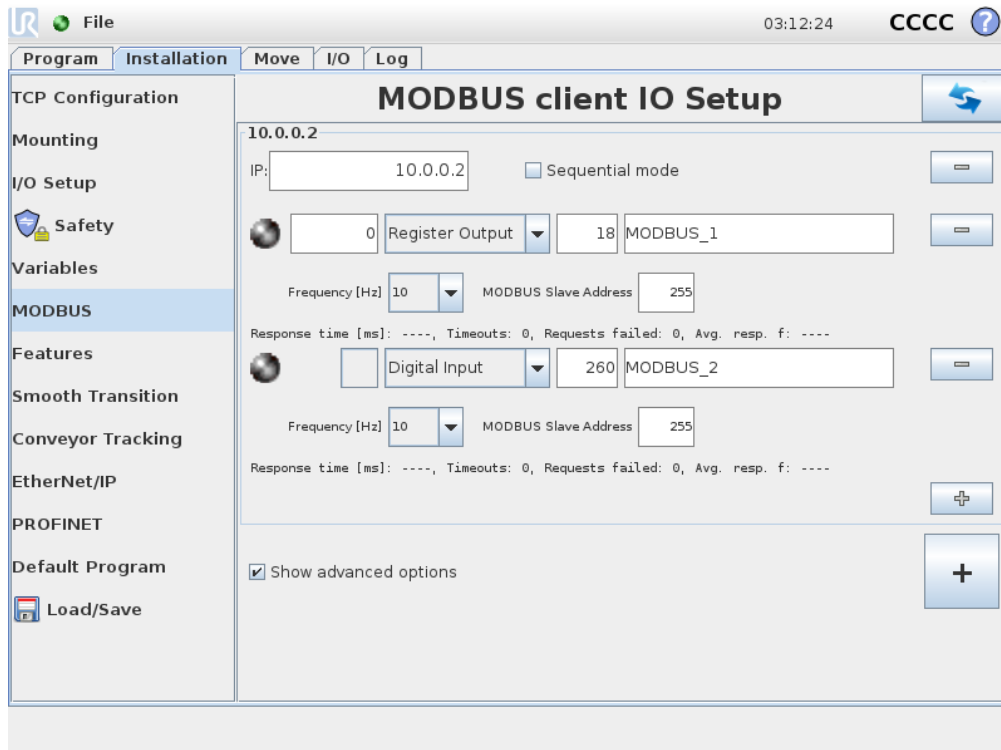 UR File 03:12:24 CCCC ?
Program Installation Move I/O Log
TCP Configuration
Mounting
I/O Setup
Safety
Variables
MODBUS
Features
Smooth Transition
Conveyor Tracking
EtherNet/IP
PROFINET
Default Program
Load/Save
MODBUS client IO Setup
10.0.0.2
IP: 10.0.0.2 Sequential mode
0 Register Output 18 MODBUS_1
Frequency [Hz] 10 MODBUS Slave Address 255
Response time [ms]: ----, Timeouts: 0, Requests failed: 0, Avg. resp. f: ----
Digital Input 260 MODBUS_2
Frequency [Hz] 10 MODBUS Slave Address 255
Response time [ms]: ----, Timeouts: 0, Requests failed: 0, Avg. resp. f: ----
Show advanced options